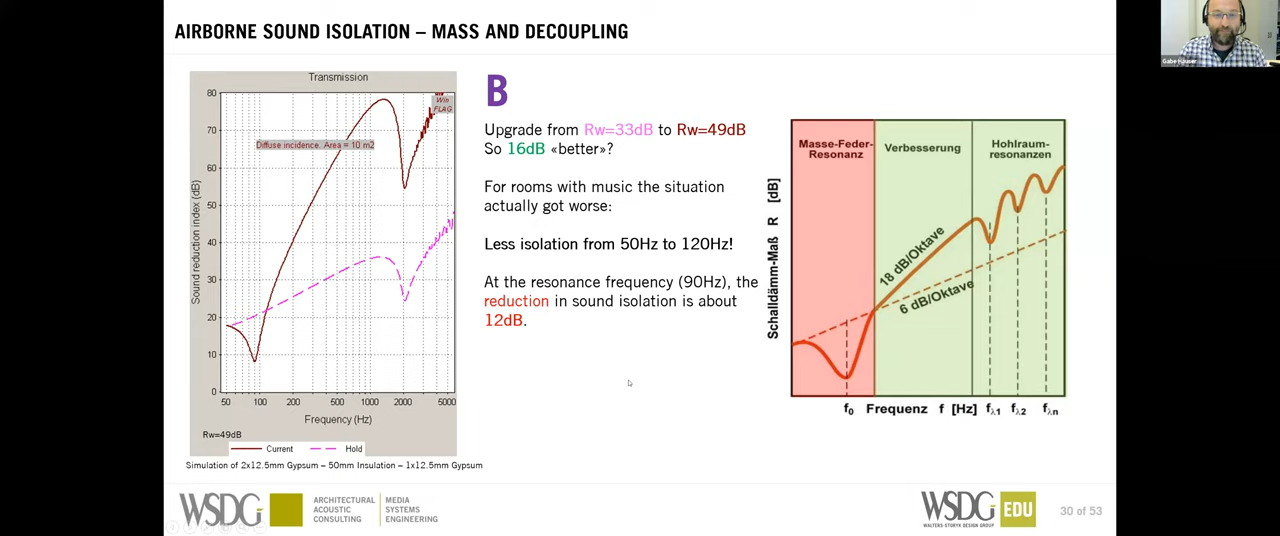 AIRBORNE SOUND ISOLATION – MASS AND DECOUPLING
Transmission
80
70
60
50
40
30
20
10
0
Sound reduction index (dB)
Win
FLAG
Diffuse incidence. Area = 10 m2
50 100 200 500 1000 2000 5000
Frequency (Hz)
Rw=49dB
Current Hold
Simulation of 2x12.5mm Gypsum – 50mm Insulation – 1x12.5mm Gypsum
B
Upgrade from Rw=33dB to Rw=49dB
So 16dB «better»?
For rooms with music the situation
actually got worse:
Less isolation from 50Hz to 120Hz!
At the resonance frequency (90Hz), the
reduction in sound isolation is about
12dB.
Masse-Feder-
Resonanz
Verbesserung
Hohlraum-
resonanzen
Schalldämm-Maß R [dB]
18 dB/Oktave
6 dB/Oktave
f0 Frequenz f [Hz] fλ1 fλ2 fλn
WSDG
ARCHITECTURAL
ACOUSTIC
CONSULTING
MEDIA
SYSTEMS
ENGINEERING
WSDG EDU
WALTERS-STORYK DESIGN GROUP
30 of 53